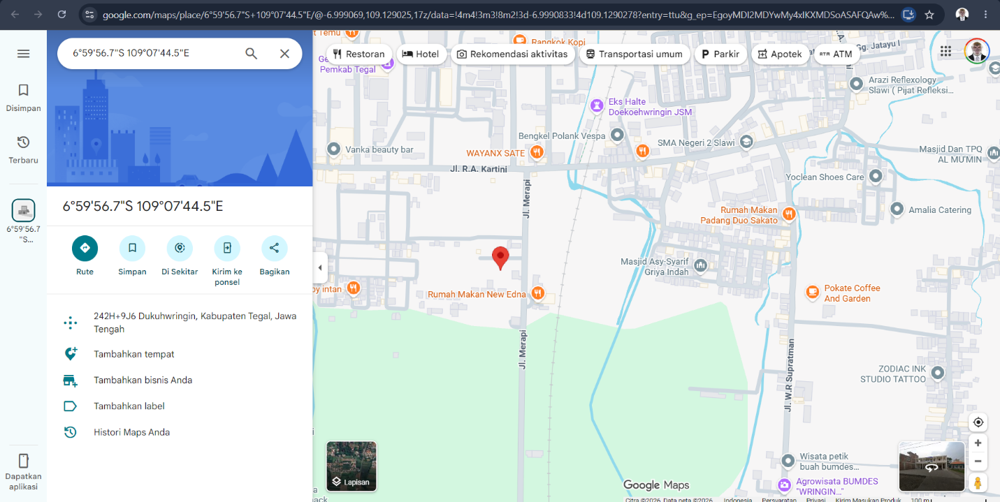 google.com/maps/place/6°59'56.7"S+109°07'44.5"E/@-6.999069,109.129025,17z/data=!4m4!3m3!8m2!3d-6.9990833!4d109.1290278?entry=ttu&g_ep=EgoyMDI2MDYwMy4xIKXMDSoASAFQAw%...
6°59'56.7"S 109°07'44.5"E
Disimpan
Terbaru
6°59'56.7
"S...
Dapatkan
aplikasi
6°59'56.7"S 109°07'44.5"E
Rute
Simpan
Di Sekitar
Kirim ke
ponsel
Bagikan
242H+9J6 Dukuhwringin, Kabupaten Tegal, Jawa
Tengah
Tambahkan tempat
Tambahkan bisnis Anda
Tambahkan label
Histori Maps Anda
Restoran
Hotel
Rekomendasi aktivitas
Transportasi umum
Parkir
Apotek
ATM
ATM
Temu
Rangkok Kopi
Pemkab Tegal
Gg. Jatayu I
Arazi Reflexology
Slawi ( Pijat Refleksi...
Eks Halte
Doekoehwringin JSM
Bengkel Polank Vespa
SMA Negeri 2 Slawi
Vanka beauty bar
WAYANX SATE
Masjid Dan TPQ
AL MU'MIN
Jl. R.A. Kartini
Yoclean Shoes Care
Jl. Merapi
Rumah Makan
Padang Duo Sakato
Amalia Catering
Masjid Asy-Syarif
Griya Indah
by intan
Rumah Makan New Edna
Pokate Coffee
And Garden
Jl. Merapi
Jl. W.R Supratman
ZODIAC INK
STUDIO TATTOO
Wisata petik
buah bumdes...
Agrowisata BUMDES
"WRINGIN...
Lapisan
Google Maps
Citra ©2026, Data peta ©2026
Indonesia
Persyaratan
Privasi
Kirim Masukan Produk
100 m